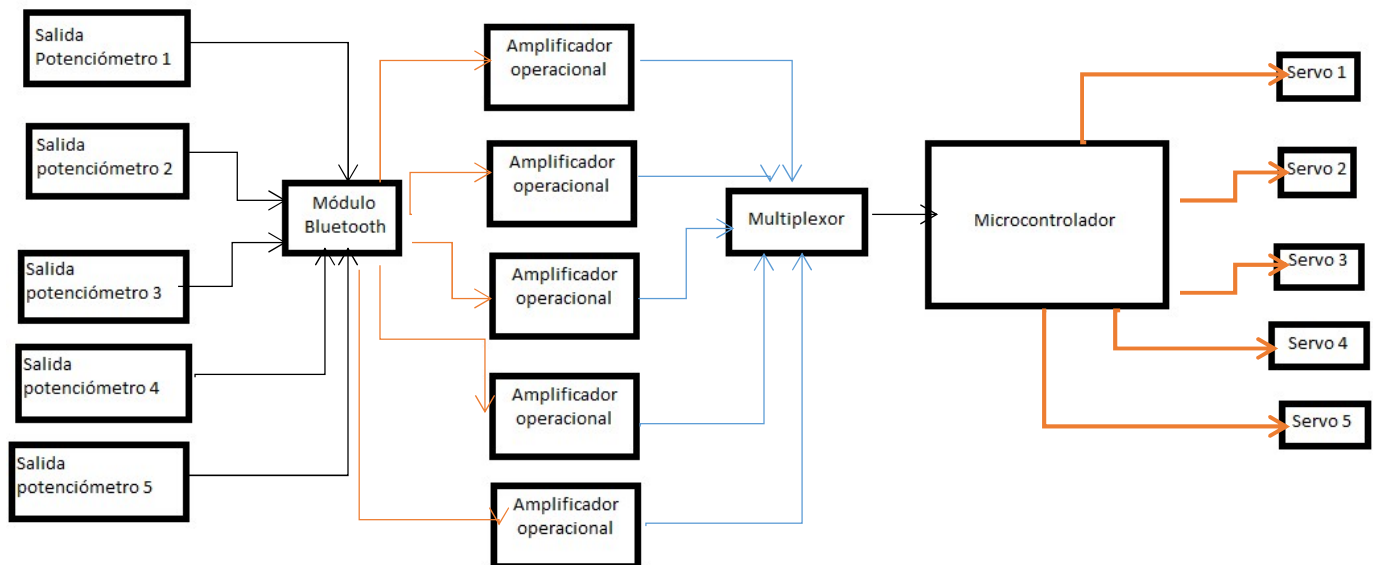 Salida
Potenciómetro 1
Salida
potenciómetro 2
Salida
potenciómetro 3
Salida
potenciómetro 4
Salida
potenciómetro 5
Módulo
Bluetooth
Amplificador
operacional
Amplificador
operacional
Amplificador
operacional
Amplificador
operacional
Amplificador
operacional
Multiplexor
Microcontrolador
Servo 1
Servo 2
Servo 3
Servo 4
Servo 5